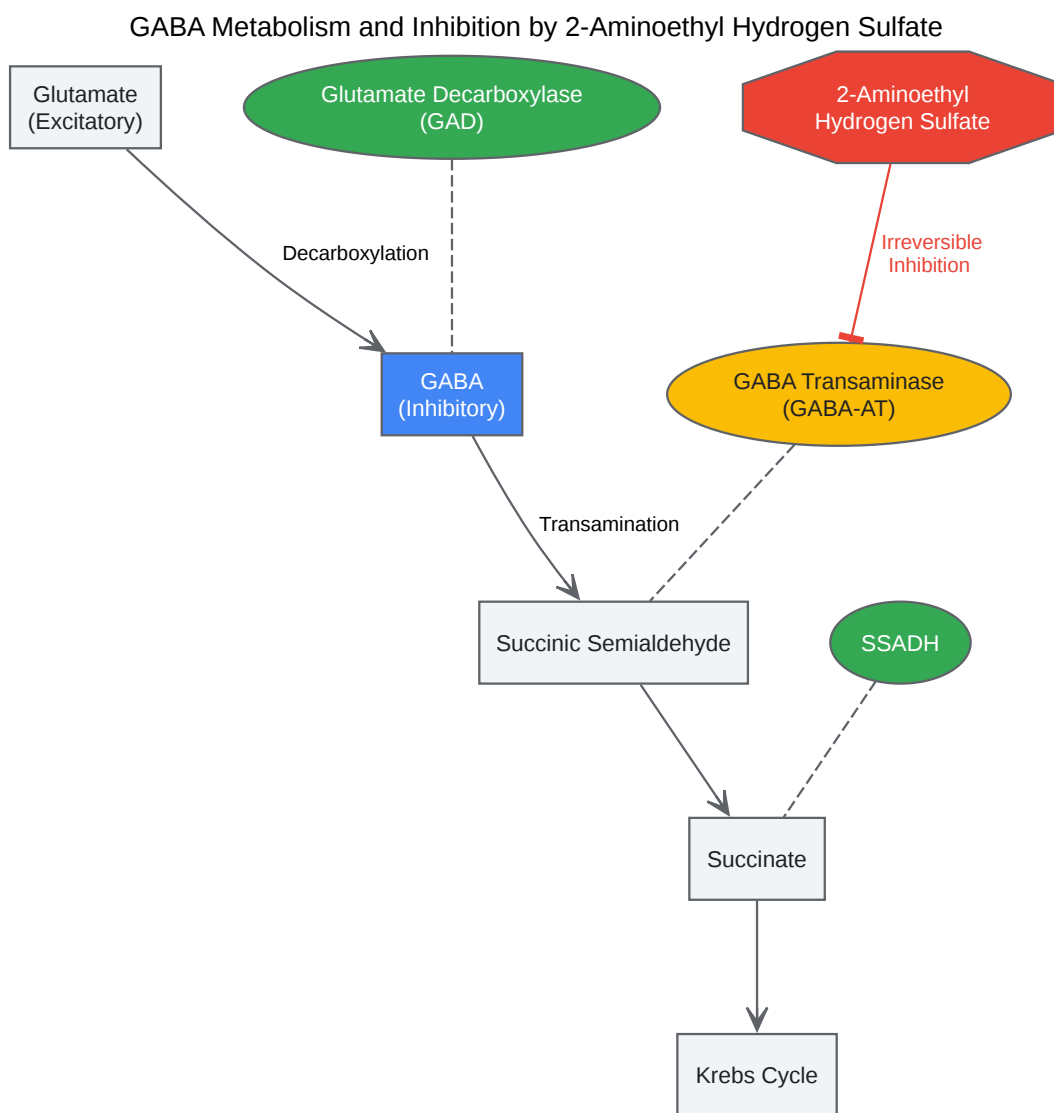 GABA Metabolism and Inhibition by 2-Aminoethyl Hydrogen Sulfate
Glutamate
(Excitatory)
Glutamate Decarboxylase
(GAD)
2-Aminoethyl
Hydrogen Sulfate
Decarboxylation
Irreversible
Inhibition
GABA
(Inhibitory)
GABA Transaminase
(GABA-AT)
Transamination
Succinic Semialdehyde
SSADH
Succinate
Krebs Cycle